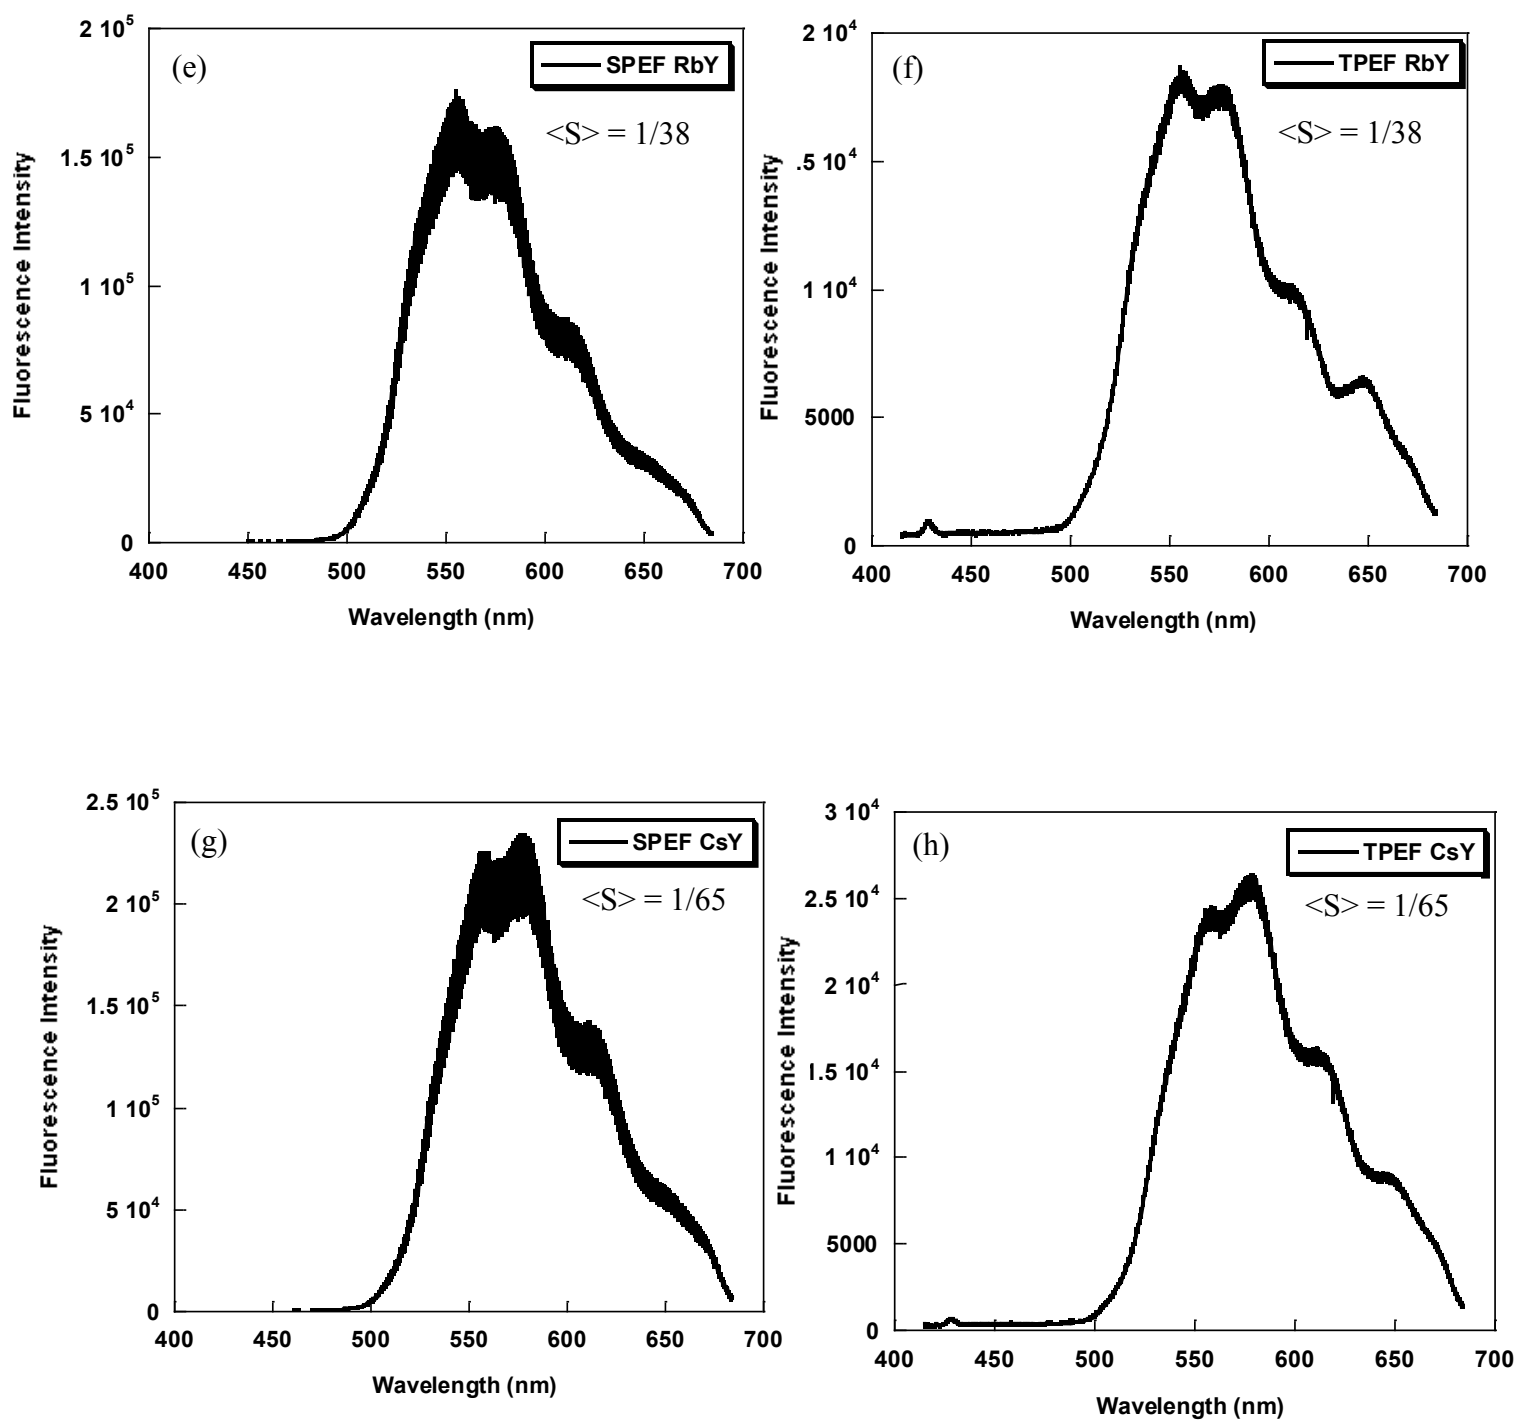 (e)
SPEF RbY
<S> = 1/38
2 10⁵
1.5 10⁵
1 10⁵
5 10⁴
0
400 450 500 550 600 650 700
Wavelength (nm)
Fluorescence Intensity
(f)
TPEF RbY
<S> = 1/38
2 10⁴
.5 10⁴
1 10⁴
5000
0
400 450 500 550 600 650 700
Wavelength (nm)
Fluorescence Intensity
(g)
SPEF CsY
<S> = 1/65
2.5 10⁵
2 10⁵
1.5 10⁵
1 10⁵
5 10⁴
0
400 450 500 550 600 650 700
Wavelength (nm)
Fluorescence Intensity
(h)
TPEF CsY
<S> = 1/65
3 10⁴
2.5 10⁴
2 10⁴
1.5 10⁴
1 10⁴
5000
0
400 450 500 550 600 650 700
Wavelength (nm)
Fluorescence Intensity